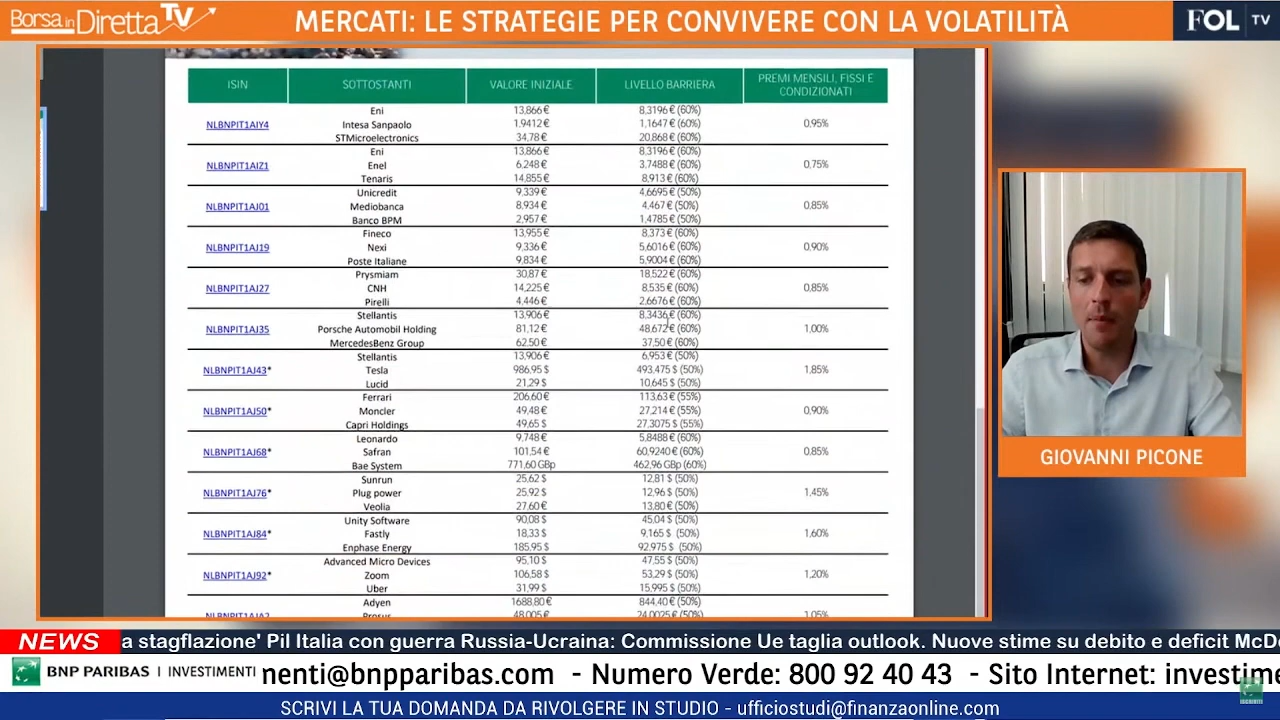 Borsa inDiretta TV
MERCATI: LE STRATEGIE PER CONVIVERE CON LA VOLATILITÀ
FOL TV
ISIN SOTTOSTANTI VALORE INIZIALE LIVELLO BARRIERA PREMI MENSILI, FISSI E CONDIZIONATI
Eni 13,866 € 8,3196 € (60%)
NLBNPIT1AIY4 Intesa Sanpaolo 1,9412 € 1,1647 € (60%) 0,95%
STMicroelectronics 34,78 € 20,868 € (60%)
Eni 13,866 € 8,3196 € (60%)
NLBNPIT1AIZ1 Enel 6,248 € 3,7488 € (60%) 0,75%
Tenaris 14,855 € 8,913 € (60%)
Unicredit 9,339 € 4,6695 € (50%)
NLBNPIT1AJ01 Mediobanca 8,934 € 4,467 € (50%) 0,85%
Banco BPM 2,957 € 1,4785 € (50%)
Fineco 13,955 € 8,373 € (60%)
NLBNPIT1AJ19 Nexi 9,336 € 5,6016 € (60%) 0,90%
Poste Italiane 9,834 € 5,9004 € (60%)
Prysmiam 30,87 € 18,522 € (60%)
NLBNPIT1AJ27 CNH 14,225 € 8,535 € (60%) 0,85%
Pirelli 4,446 € 2,6676 € (60%)
Stellantis 13,906 € 8,3436 € (60%)
NLBNPIT1AJ35 Porsche Automobil Holding 81,12 € 48,672 € (60%) 1,00%
MercedesBenz Group 62,50 € 37,50 € (60%)
Stellantis 13,906 € 6,953 € (50%)
NLBNPIT1AJ43* Tesla 986,95 $ 493,475 $ (50%) 1,85%
Lucid 21,29 $ 10,645 $ (50%)
Ferrari 206,60 € 113,63 € (55%)
NLBNPIT1AJ50* Moncler 49,48 € 27,214 € (55%) 0,90%
Capri Holdings 49,65 $ 27,3075 $ (55%)
Leonardo 9,748 € 5,8488 € (60%)
NLBNPIT1AJ68* Safran 101,54 € 60,9240 € (60%) 0,85%
Bae System 771,60 GBp 462,96 GBp (60%)
Sunrun 25,62 $ 12,81 $ (50%)
NLBNPIT1AJ76* Plug power 25,92 $ 12,96 $ (50%) 1,45%
Veolia 27,60 € 13,80 € (50%)
Unity Software 90,08 $ 45,04 $ (50%)
NLBNPIT1AJ84* Fastly 18,33 $ 9,165 $ (50%) 1,60%
Enphase Energy 185,95 $ 92,975 $ (50%)
Advanced Micro Devices 95,10 $ 47,55 $ (50%)
NLBNPIT1AJ92* Zoom 106,58 $ 53,29 $ (50%) 1,20%
Uber 31,99 $ 15,995 $ (50%)
Adyen 1688,80 € 844,40 € (50%)
Prosus 48,005 € 24,0025 € (50%) 1,05%
GIOVANNI PICONE
NEWS a stagflazione' Pil Italia con guerra Russia-Ucraina: Commissione Ue taglia outlook. Nuove stime su debito e deficit McDo
BNP PARIBAS | INVESTIMENTI nenti@bnpparibas.com - Numero Verde: 800 92 40 43 - Sito Internet: investime
SCRIVI LA TUA DOMANDA DA RIVOLGERE IN STUDIO - ufficiostudi@finanzaonline.com